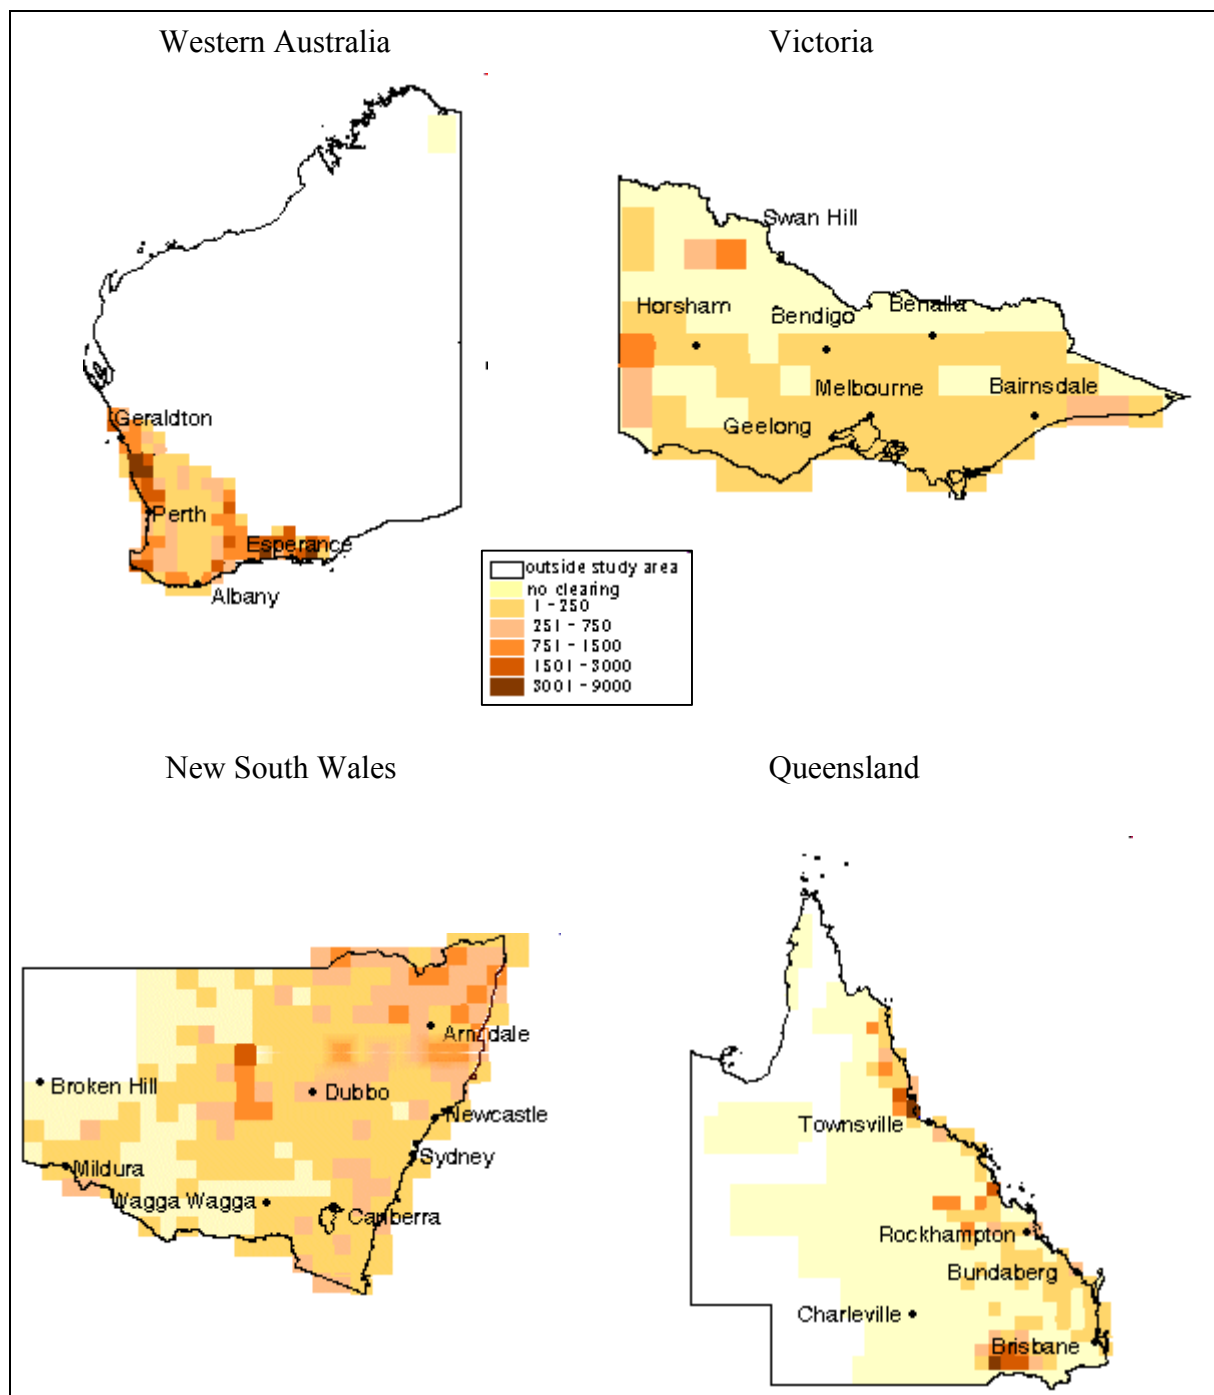 Western Australia
Victoria
Swan Hill
Horsham
Bendigo
Benalla
Melbourne
Bairnsdale
Geelong
Geraldton
Perth
Esperance
Albany
outside study area
no clearing
1 - 250
251 - 750
751 - 1500
1501 - 3000
3001 - 9000
New South Wales
Queensland
Armidale
Broken Hill
Dubbo
Newcastle
Sydney
Mildura
Wagga Wagga
Canberra
Townsville
Rockhampton
Bundaberg
Charleville
Brisbane